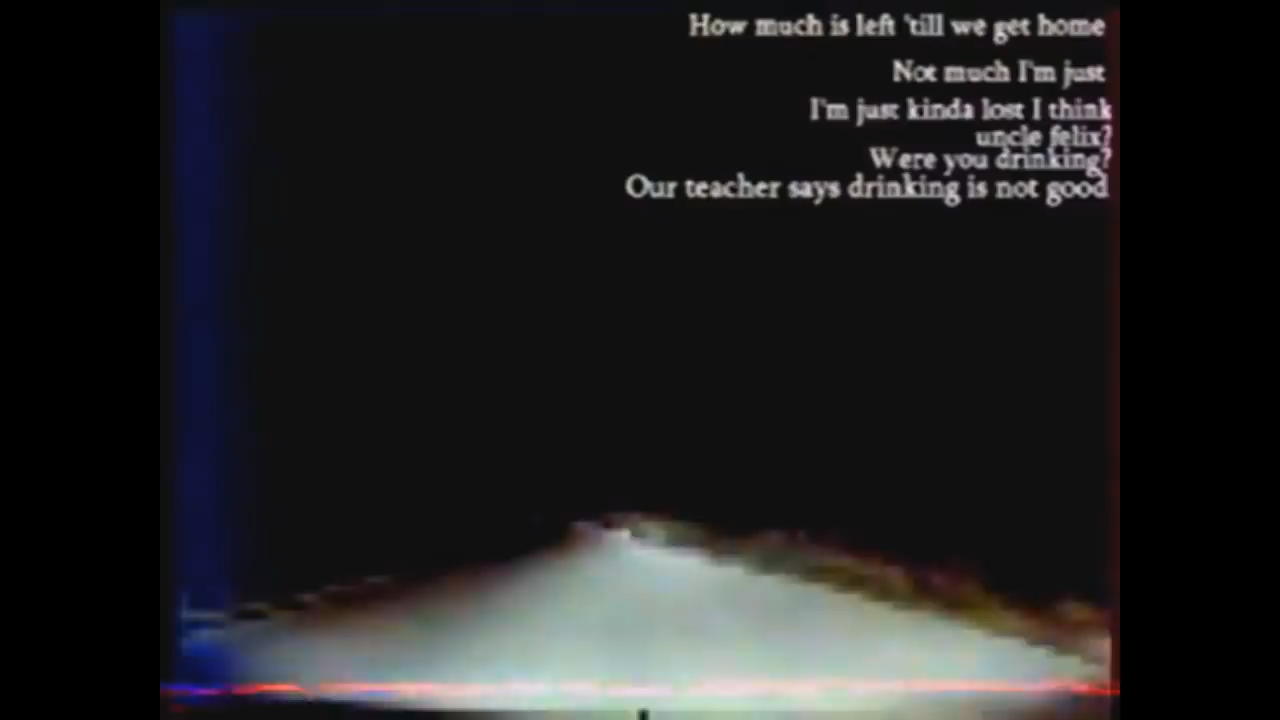 How much is left 'till we get home
Not much I'm just
I'm just kinda lost I think
uncle felix?
Were you drinking?
Our teacher says drinking is not good